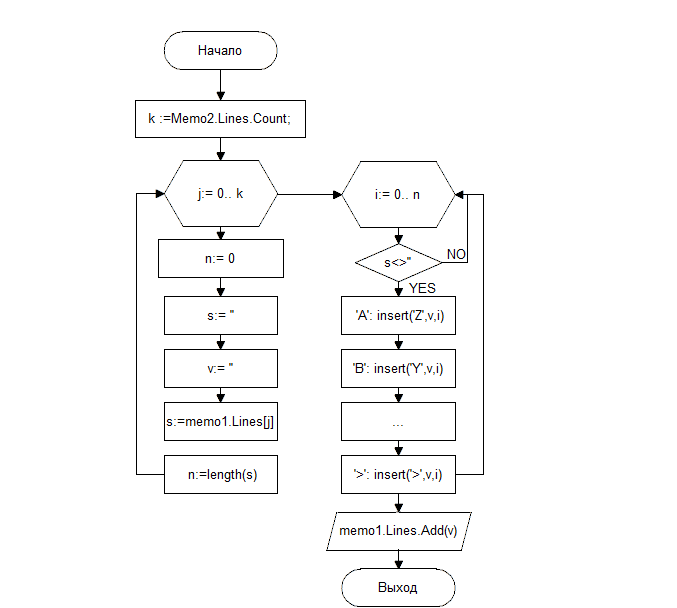 Начало
k :=Memo2.Lines.Count;
j:= 0.. k
n:= 0
s:= "
v:= "
s:=memo1.Lines[j]
n:=length(s)
i:= 0.. n
s<>"
NO
YES
'A': insert('Z',v,i)
'B': insert('Y',v,i)
...
'>': insert('>',v,i)
memo1.Lines.Add(v)
Выход